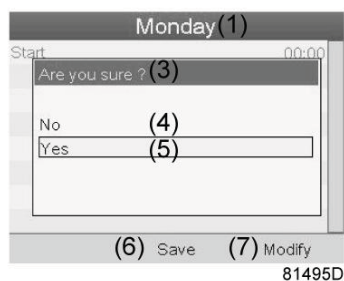 Monday(1)
Start 00:00
Are you sure ?(3)
No (4)
Yes (5)
(6) Save (7) Modify
81495D